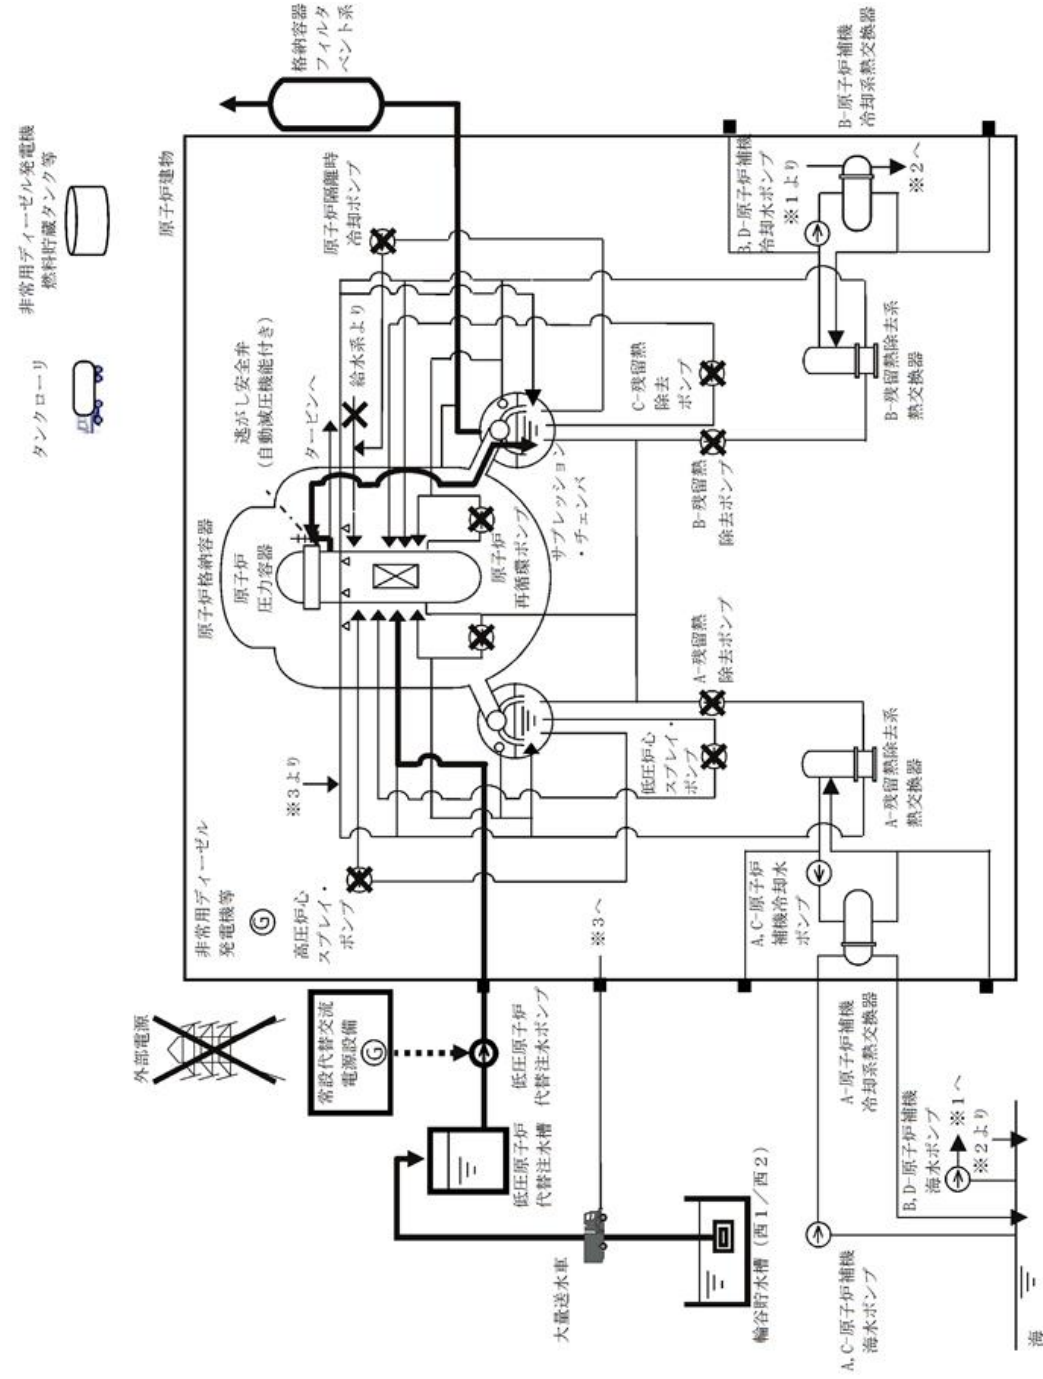 外部電源
常設代替交流
電源設備
G
低圧原子炉
代替注水槽
低圧原子炉
代替注水ポンプ
大量送水車
輪谷貯水槽(西1/西2)
A,C-原子炉補機
海水ポンプ
B,D-原子炉補機
海水ポンプ
※1へ
※2より
海
A-原子炉補機
冷却系熱交換器
非常用ディーゼル
発電機等
G
高圧炉心
スプレイ・
ポンプ
※3へ
※3より
A,C-原子炉
補機冷却水
ポンプ
A-残留熱除去系
熱交換器
低圧炉心
スプレイ・
ポンプ
A-残留熱
除去ポンプ
原子炉格納容器
原子炉
圧力容器
原子炉
再循環ポンプ
サプレッション
・チェンバ
逃がし安全弁
(自動減圧機能付き)
タービンへ
給水系より
B-残留熱
除去ポンプ
C-残留熱
除去
ポンプ
原子炉隔離時
冷却ポンプ
B-残留熱除去系
熱交換器
B,D-原子炉補機
冷却水ポンプ
※1より
※2へ
B-原子炉補機
冷却系熱交換器
原子炉建物
格納容器
フィルタ
ベント系
タンクローリ
非常用ディーゼル発電機
燃料貯蔵タンク等